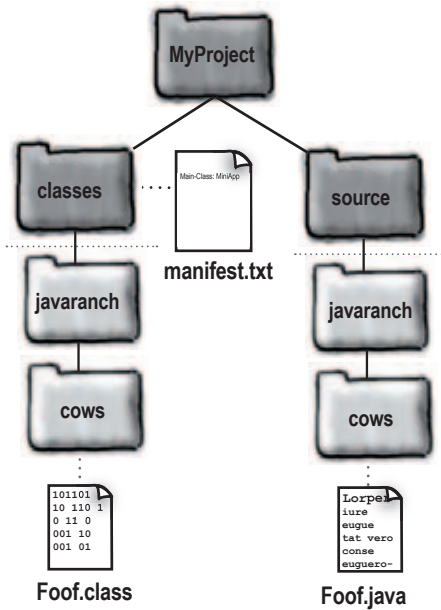 MyProject
classes
Main-Class: MiniApp
source
manifest.txt
javaranch
javaranch
cows
cows
101101
10 110 1
0 11 0
001 10
001 01
Lorper
iure
eugue
tat vero
conse
euguero-
Foof.class
Foof.java